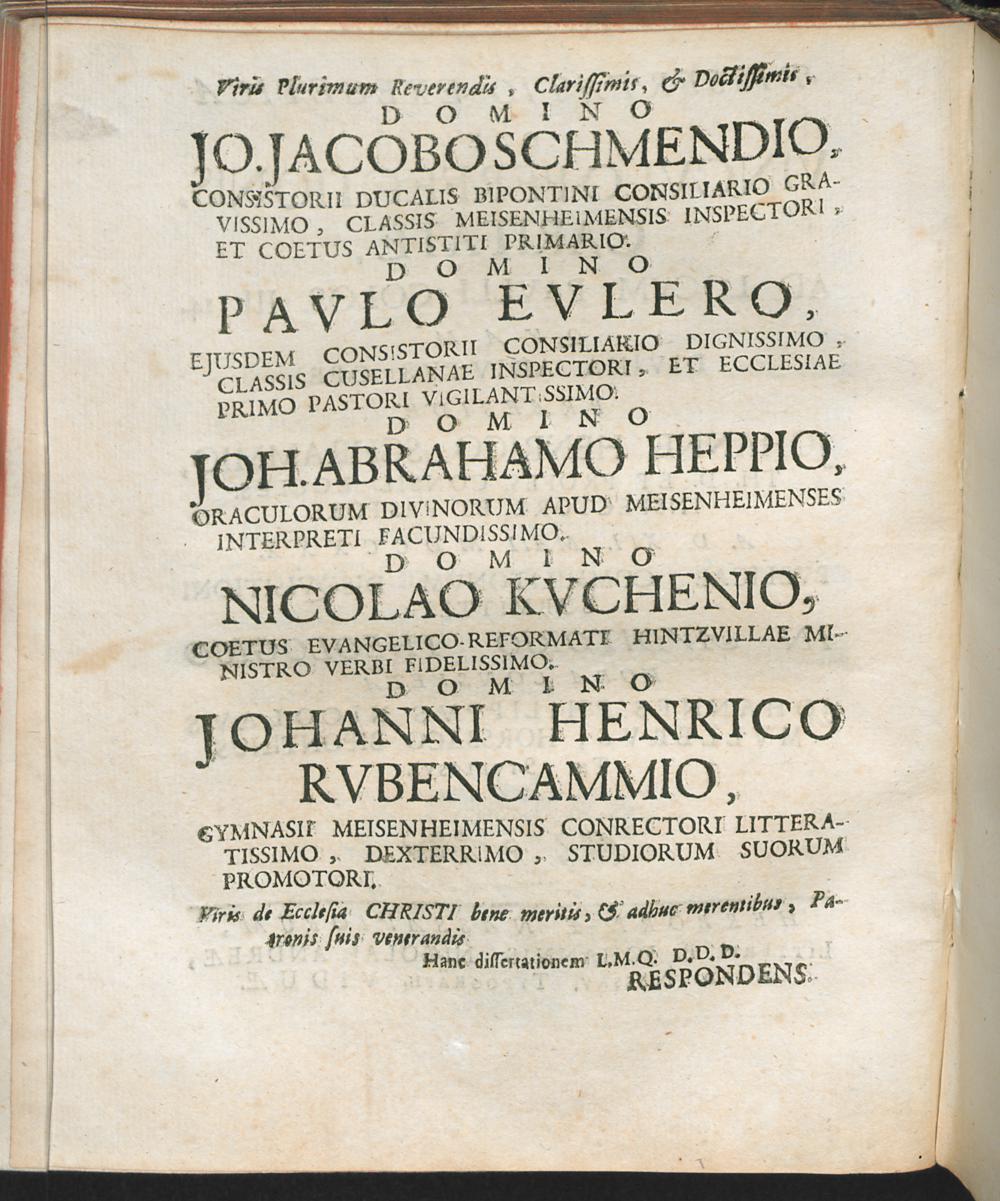 Viris Plurimum Reverendis, Clarissimis, & Doctissimis,
DOMINO
JO. JACOBO SCHMENDIO,
CONSISTORII DUCALIS BIPONTINI CONSILIARIO GRA-
VISSIMO, CLASSIS MEISENHEIMENSIS INSPECTORI,
ET COETUS ANTISTITI PRIMARIO.
DOMINO
PAVLO EVLERO,
EJUSDEM CONSISTORII CONSILIARIO DIGNISSIMO,
CLASSIS CUSELLANAE INSPECTORI, ET ECCLESIAE
PRIMO PASTORI VIGILANTISSIMO.
DOMINO
JOH. ABRAHAMO HEPPIO,
ORACULORUM DIVINORUM APUD MEISENHEIMENSES
INTERPRETI FACUNDISSIMO.
DOMINO
NICOLAO KVCHENIO,
COETUS EVANGELICO-REFORMATI HINTZVILLAE MI-
NISTRO VERBI FIDELISSIMO.
DOMINO
JOHANNI HENRICO
RVBENCAMMIO,
GYMNASII MEISENHEIMENSIS CONRECTORI LITTERA-
TISSIMO, DEXTERRIMO, STUDIORUM SUORUM
PROMOTORI.
Viris de Ecclesia CHRISTI bene meritis, & adhuc merentibus, Pa-
tronis suis venerandis
Hanc dissertationem L.M.Q. D.D.D.
RESPONDENS.